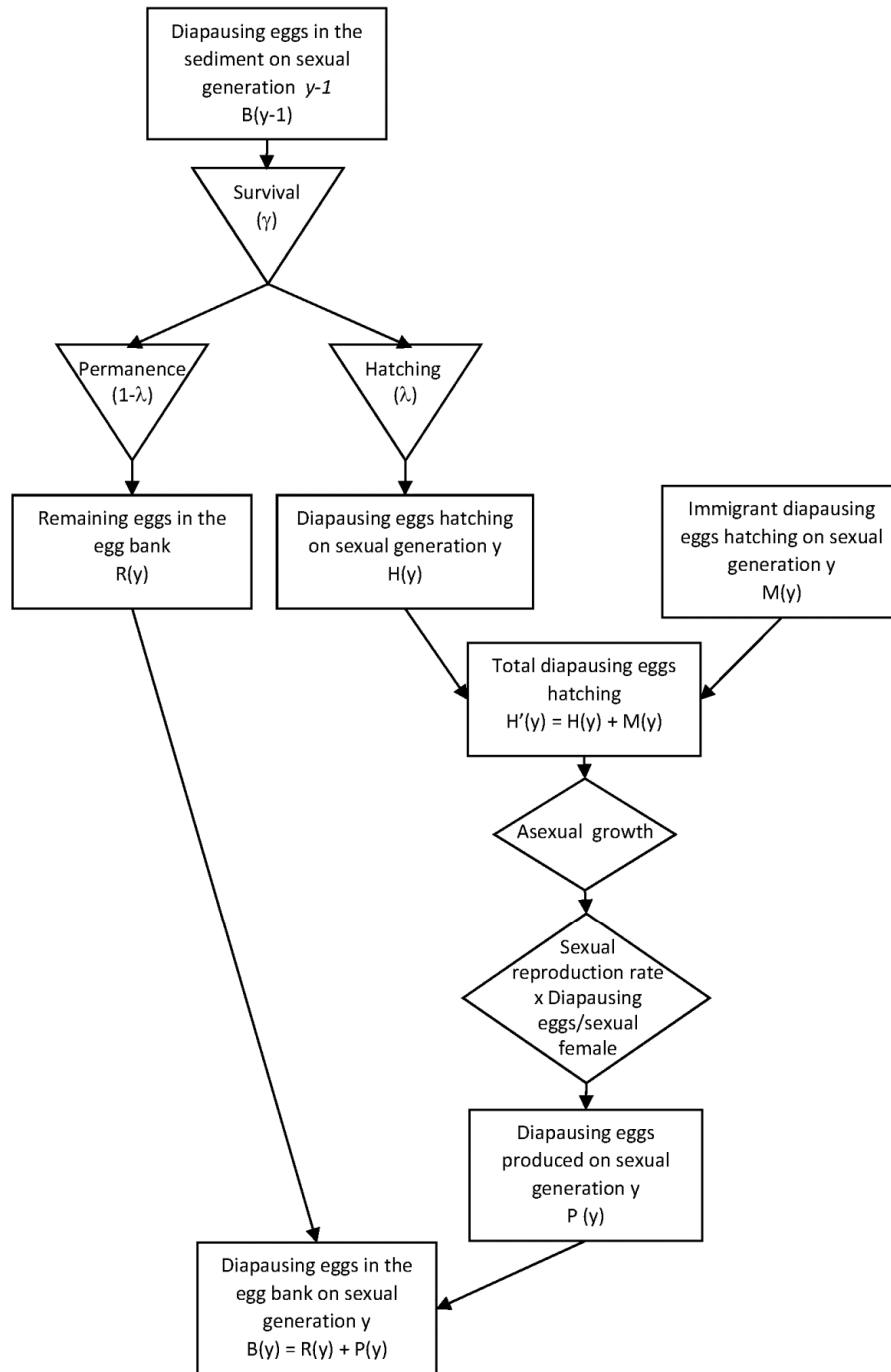 Diapausing eggs in the
sediment on sexual
generation y-1
B(y-1)
Survival
(γ)
Permanence
(1-λ)
Hatching
(λ)
Remaining eggs in the
egg bank
R(y)
Diapausing eggs hatching
on sexual generation y
H(y)
Immigrant diapausing
eggs hatching on sexual
generation y
M(y)
Total diapausing eggs
hatching
H’(y) = H(y) + M(y)
Asexual growth
Sexual
reproduction rate
x Diapausing
eggs/sexual
female
Diapausing eggs
produced on sexual
generation y
P (y)
Diapausing eggs in the
egg bank on sexual
generation y
B(y) = R(y) + P(y)